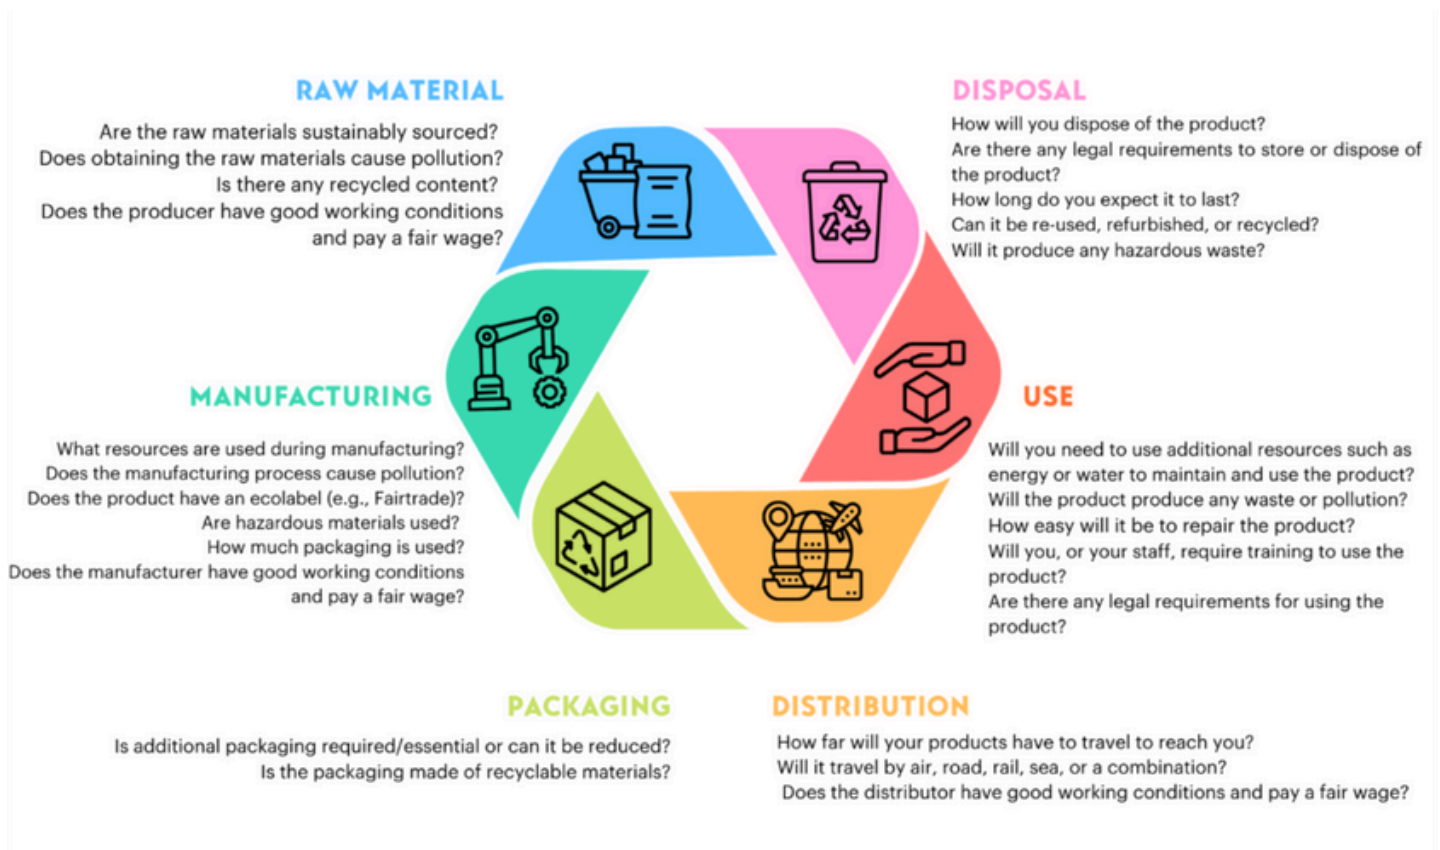 RAW MATERIAL
Are the raw materials sustainably sourced?
Does obtaining the raw materials cause pollution?
Is there any recycled content?
Does the producer have good working conditions
and pay a fair wage?
DISPOSAL
How will you dispose of the product?
Are there any legal requirements to store or dispose of
the product?
How long do you expect it to last?
Can it be re-used, refurbished, or recycled?
Will it produce any hazardous waste?
MANUFACTURING
What resources are used during manufacturing?
Does the manufacturing process cause pollution?
Does the product have an ecolabel (e.g., Fairtrade)?
Are hazardous materials used?
How much packaging is used?
Does the manufacturer have good working conditions
and pay a fair wage?
USE
Will you need to use additional resources such as
energy or water to maintain and use the product?
Will the product produce any waste or pollution?
How easy will it be to repair the product?
Will you, or your staff, require training to use the
product?
Are there any legal requirements for using the
product?
PACKAGING
Is additional packaging required/essential or can it be reduced?
Is the packaging made of recyclable materials?
DISTRIBUTION
How far will your products have to travel to reach you?
Will it travel by air, road, rail, sea, or a combination?
Does the distributor have good working conditions and pay a fair wage?